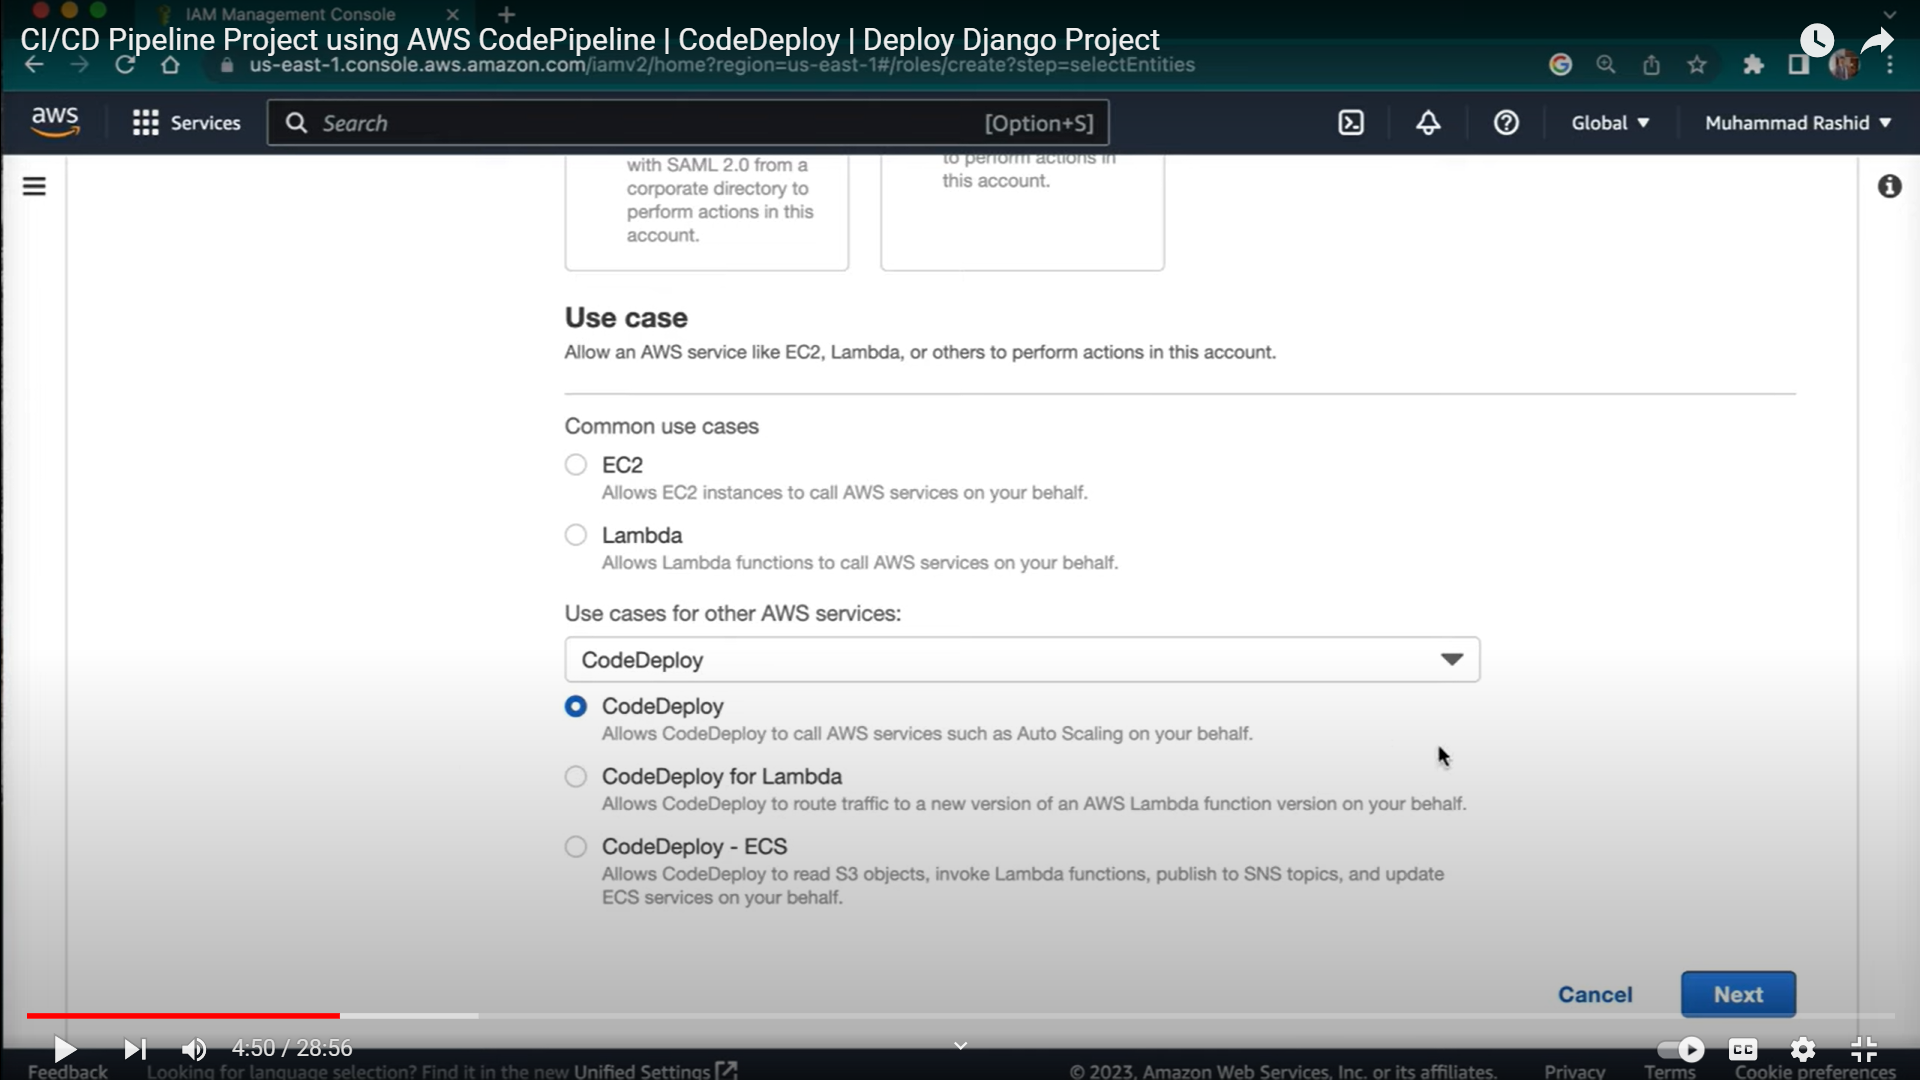 IAM Management Console
CI/CD Pipeline Project using AWS CodePipeline | CodeDeploy | Deploy Django Project
us-east-1.console.aws.amazon.com/iamv2/home?region=us-east-1#/roles/create?step=selectEntities
aws
Services
Search
[Option+S]
Global
Muhammad Rashid
with SAML 2.0 from a
corporate directory to
perform actions in this
account.
to perform actions in
this account.
Use case
Allow an AWS service like EC2, Lambda, or others to perform actions in this account.
Common use cases
EC2
Allows EC2 instances to call AWS services on your behalf.
Lambda
Allows Lambda functions to call AWS services on your behalf.
Use cases for other AWS services:
CodeDeploy
CodeDeploy
Allows CodeDeploy to call AWS services such as Auto Scaling on your behalf.
CodeDeploy for Lambda
Allows CodeDeploy to route traffic to a new version of an AWS Lambda function version on your behalf.
CodeDeploy - ECS
Allows CodeDeploy to read S3 objects, invoke Lambda functions, publish to SNS topics, and update
ECS services on your behalf.
Cancel
Next
4:50 / 28:56
CC
Feedback
Looking for language selection? Find it in the new Unified Settings
© 2023, Amazon Web Services, Inc. or its affiliates.
Privacy
Terms
Cookie preferences